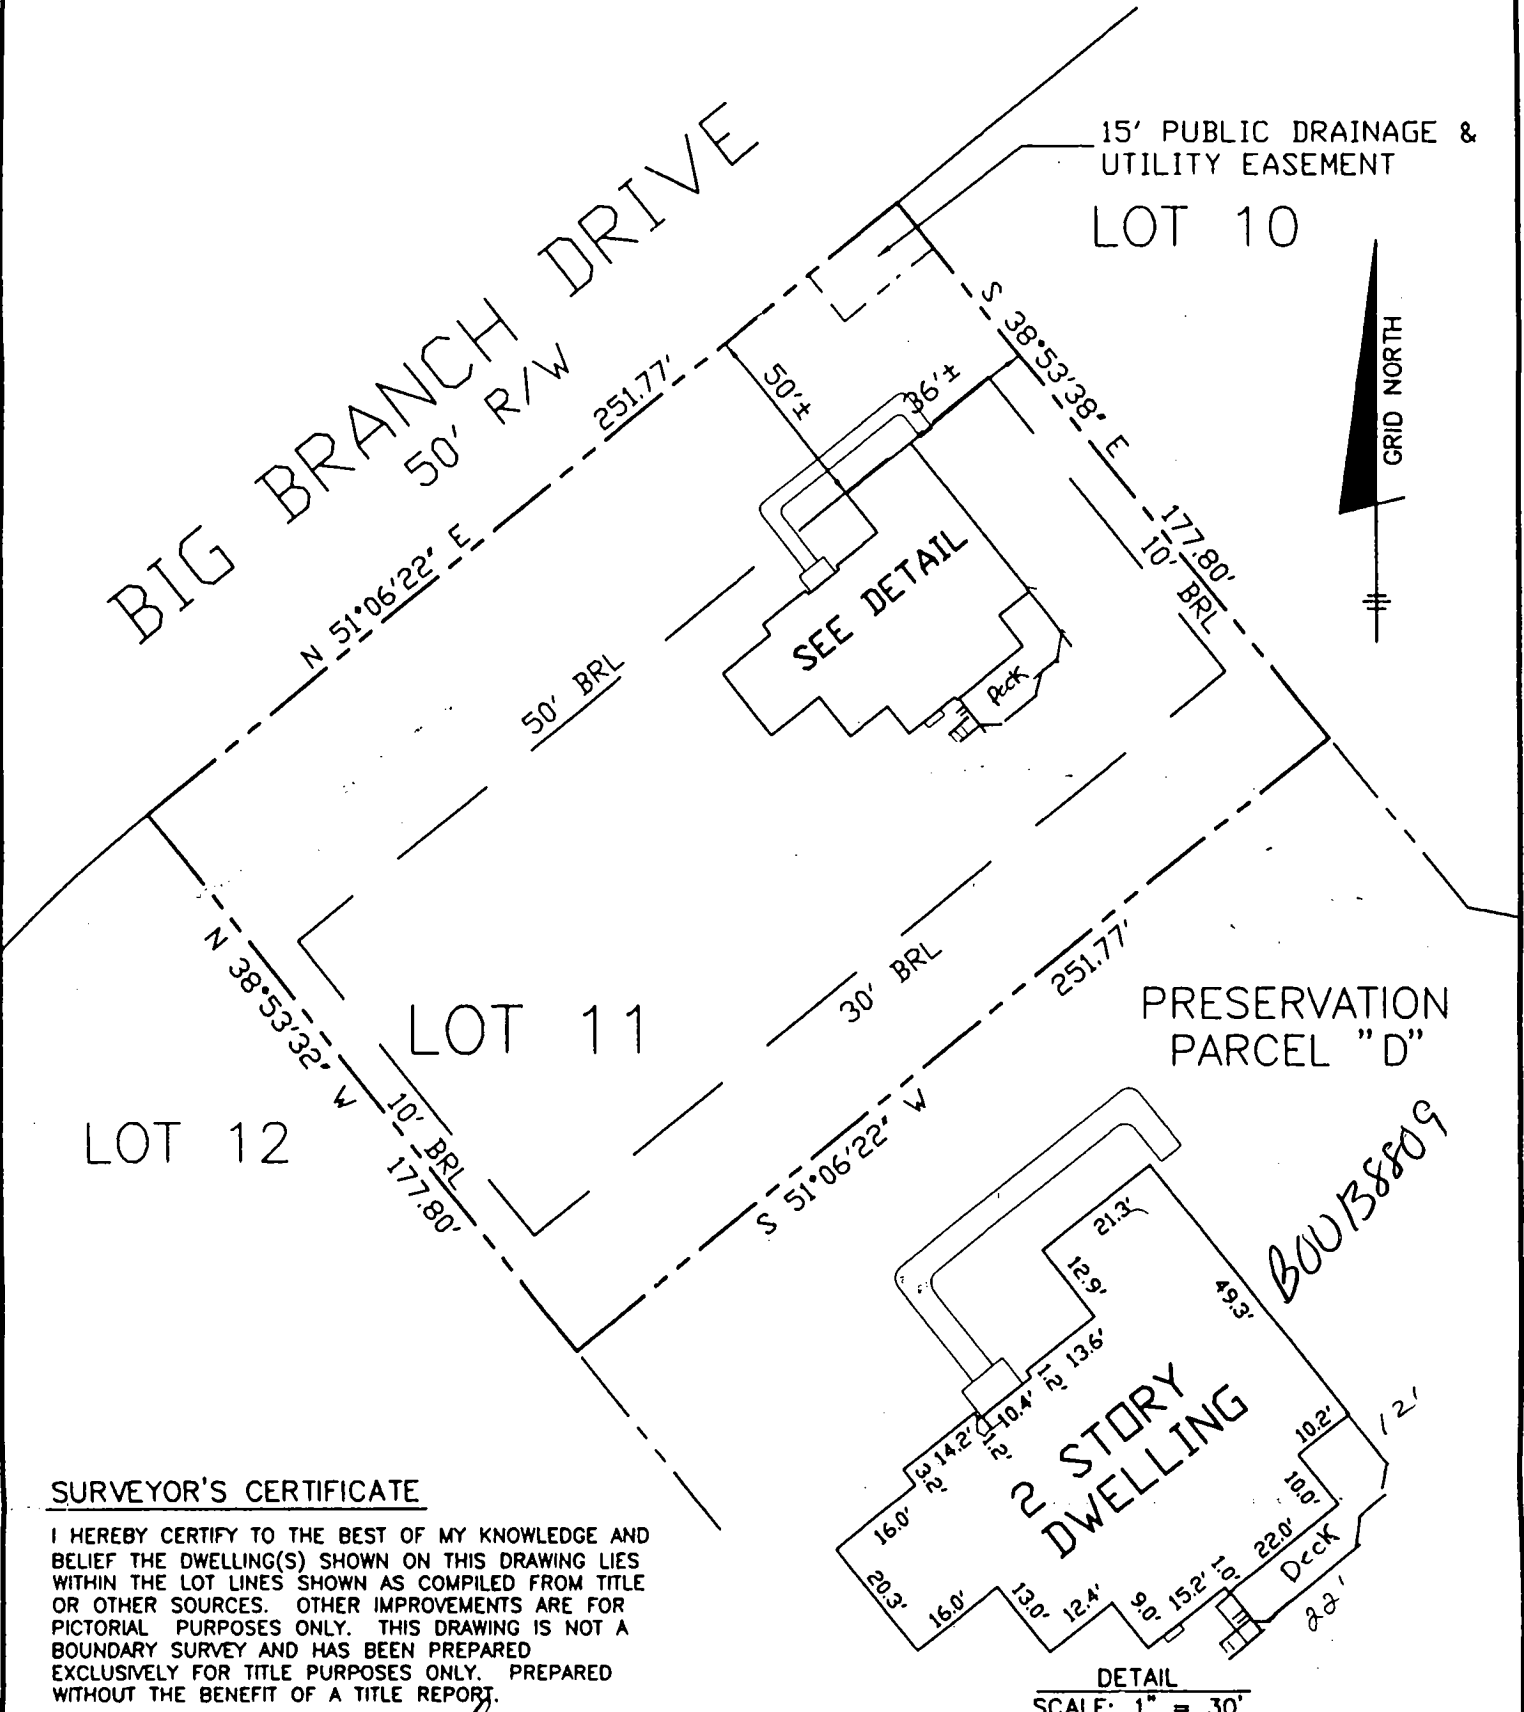 15' PUBLIC DRAINAGE &
UTILITY EASEMENT
LOT 10
BIG BRANCH DRIVE
50' R/W
N 51°06'22" E
251.77'
S 38°53'38" E
177.80'
GRID NORTH
50'±
36'±
10' BRL
SEE DETAIL
Deck
50' BRL
30' BRL
251.77'
S 51°06'22" W
N 38°53'32" W
177.80'
10' BRL
LOT 11
LOT 12
PRESERVATION
PARCEL "D"
21.3'
12.9'
13.6'
1.2'
10.4'
1.2'
14.2'
3.2'
16.0'
20.3'
16.0'
13.0'
12.4'
9.0'
15.2'
1.0'
22.0'
10.0'
10.2'
49.3'
2 STORY
DWELLING
Deck
12'
22'
DETAIL
SCALE: 1" = 30'
SURVEYOR'S CERTIFICATE
I HEREBY CERTIFY TO THE BEST OF MY KNOWLEDGE AND
BELIEF THE DWELLING(S) SHOWN ON THIS DRAWING LIES
WITHIN THE LOT LINES SHOWN AS COMPILED FROM TITLE
OR OTHER SOURCES. OTHER IMPROVEMENTS ARE FOR
PICTORIAL PURPOSES ONLY. THIS DRAWING IS NOT A
BOUNDARY SURVEY AND HAS BEEN PREPARED
EXCLUSIVELY FOR TITLE PURPOSES ONLY. PREPARED
WITHOUT THE BENEFIT OF A TITLE REPORT.